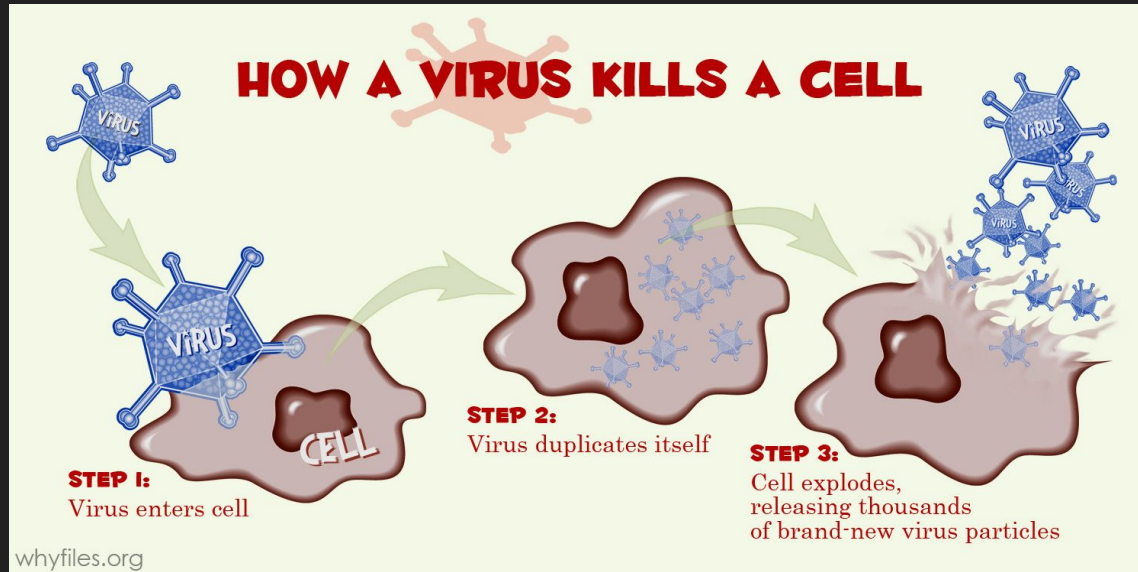 HOW A VIRUS KILLS A CELL
ViRUS
ViRUS
CELL
STEP 1:
Virus enters cell
STEP 2:
Virus duplicates itself
ViRUS
ViRUS
ViRUS
STEP 3:
Cell explodes,
releasing thousands
of brand-new virus particles
whyfiles.org